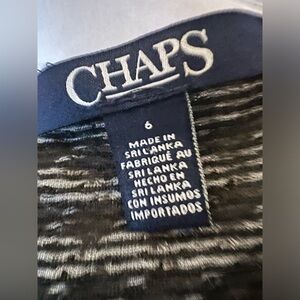 CHAPS
6
MADE IN
SRI LANKA
FABRIQUÉ AU
SRI LANKA
HECHO EN
SRI LANKA
CON INSUMOS
IMPORTADOS